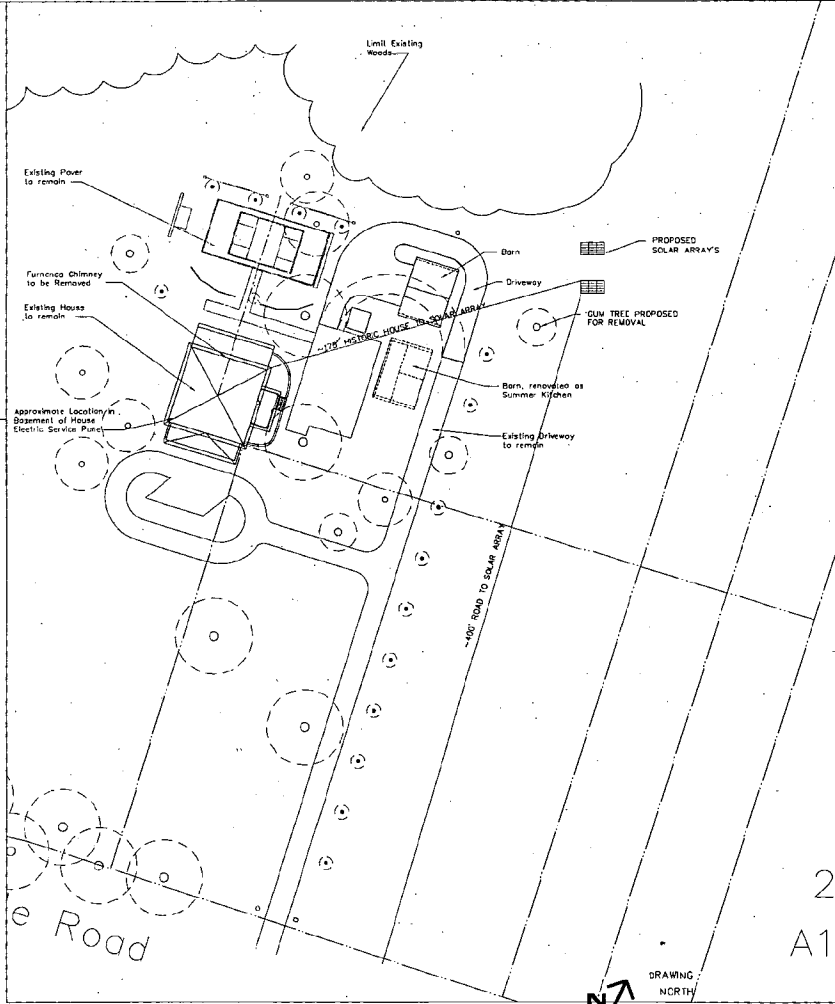 Limit Existing
Woods
Existing Paver
to remain
Furnance Chimney
to be Removed
Existing House
to remain
Approximate Location in
Basement of House
Electric Service Panel
Barn
Driveway
PROPOSED
SOLAR ARRAY'S
GUM TREE PROPOSED
FOR REMOVAL
~175' HISTORIC HOUSE TO SOLAR ARRAY
Barn, renovated as
Summer Kitchen
Existing Driveway
to remain
~400' ROAD TO SOLAR ARRAY
e Road
2
A1
DRAWING
NORTH
N